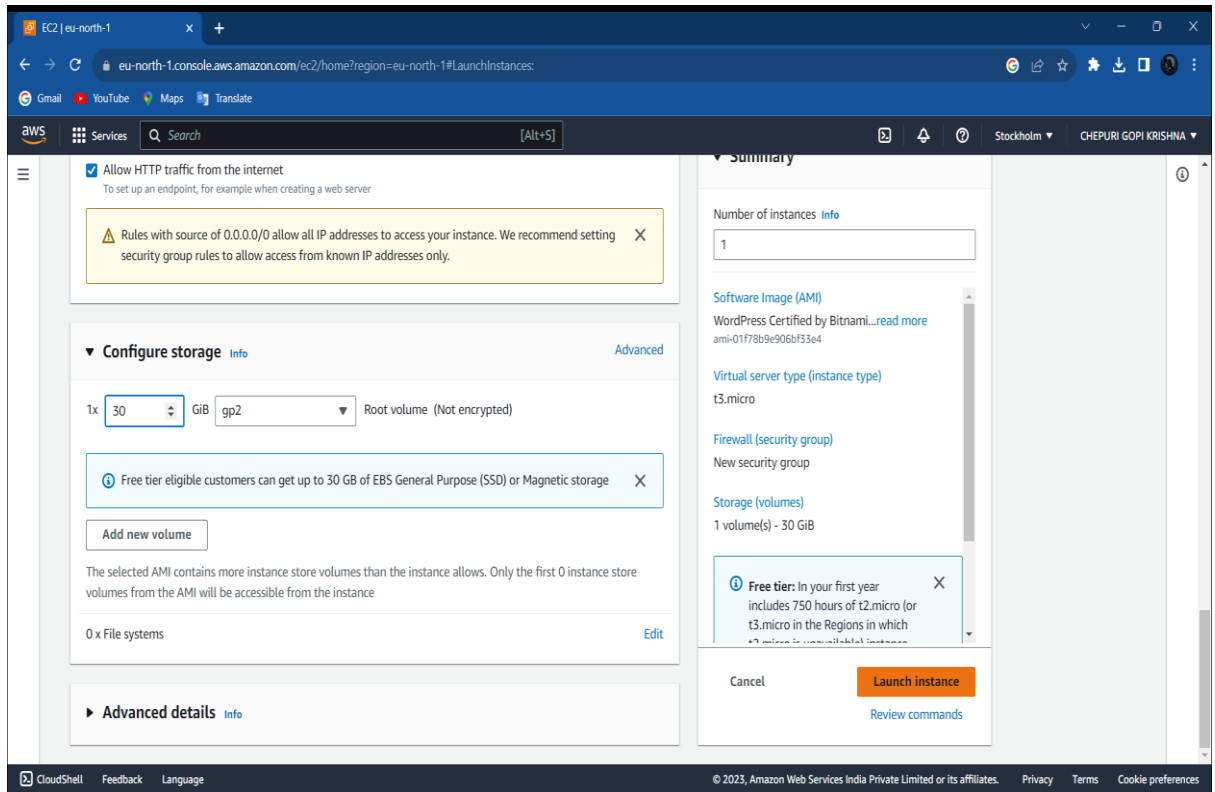 EC2 | eu-north-1
eu-north-1.console.aws.amazon.com/ec2/home?region=eu-north-1#LaunchInstances:
Gmail YouTube Maps Translate
aws Services Search [Alt+S] Stockholm CHEPURI GOPI KRISHNA
Allow HTTP traffic from the internet
To set up an endpoint, for example when creating a web server
Rules with source of 0.0.0.0/0 allow all IP addresses to access your instance. We recommend setting
security group rules to allow access from known IP addresses only.
Configure storage Info Advanced
1x 30 GiB gp2 Root volume (Not encrypted)
Free tier eligible customers can get up to 30 GB of EBS General Purpose (SSD) or Magnetic storage
Add new volume
The selected AMI contains more instance store volumes than the instance allows. Only the first 0 instance store
volumes from the AMI will be accessible from the instance
0 x File systems Edit
Advanced details Info
Summary
Number of instances Info
1
Software Image (AMI)
WordPress Certified by Bitnami...read more
ami-01f78b9e906bf33e4
Virtual server type (instance type)
t3.micro
Firewall (security group)
New security group
Storage (volumes)
1 volume(s) - 30 GiB
Free tier: In your first year
includes 750 hours of t2.micro (or
t3.micro in the Regions in which
t2.micro is unavailable) instance
Cancel Launch instance
Review commands
CloudShell Feedback Language © 2023, Amazon Web Services India Private Limited or its affiliates. Privacy Terms Cookie preferences